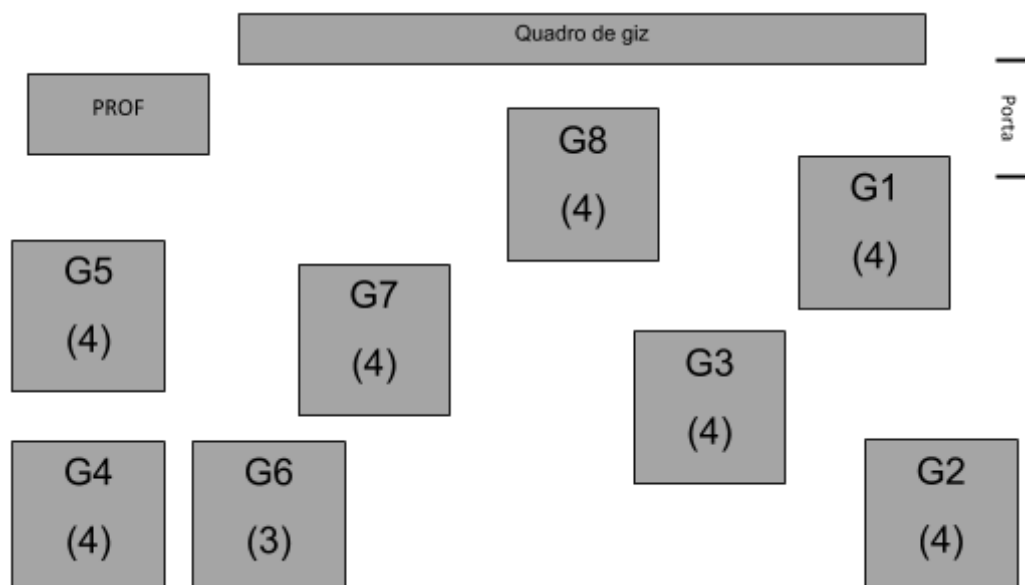 Quadro de giz
PROF
Porta
G8
(4)
G1
(4)
G5
(4)
G7
(4)
G3
(4)
G4
(4)
G6
(3)
G2
(4)